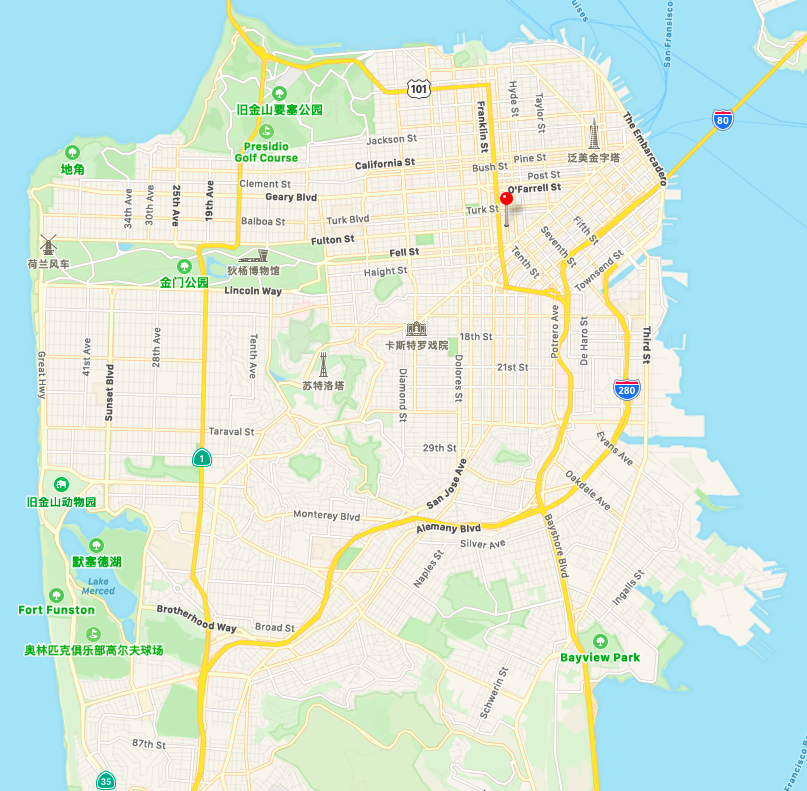 uises
San Francisco
101
Hyde St
Taylor St
Franklin St
The Embarcadero
80
旧金山要塞公园
Presidio
Golf Course
泛美金字塔
地角
Jackson St
California St
Pine St
Bush St
Post St
O'Farrell St
Clement St
Geary Blvd
34th Ave
30th Ave
25th Ave
19th Ave
Balboa St
Turk Blvd
Turk St
Fulton St
Fell St
Fifth St
Seventh St
Tenth St
Townsend St
荷兰风车
金门公园
狄杨博物馆
Haight St
Lincoln Way
卡斯特罗戏院
18th St
Potrero Ave
De Haro St
Third St
Great Hwy
41st Ave
28th Ave
Sunset Blvd
Tenth Ave
苏特洛塔
Diamond St
Dolores St
21st St
280
Taraval St
1
29th St
Evans Ave
San Jose Ave
Oakdale Ave
旧金山动物园
Monterey Blvd
Alemany Blvd
Silver Ave
Bayshore Blvd
默塞德湖
Lake
Merced
Naples St
Ingalls St
Fort Funston
Brotherhood Way
Broad St
奥林匹克俱乐部高尔夫球场
Bayview Park
Schwerin St
87th St
35
Francisco Ba